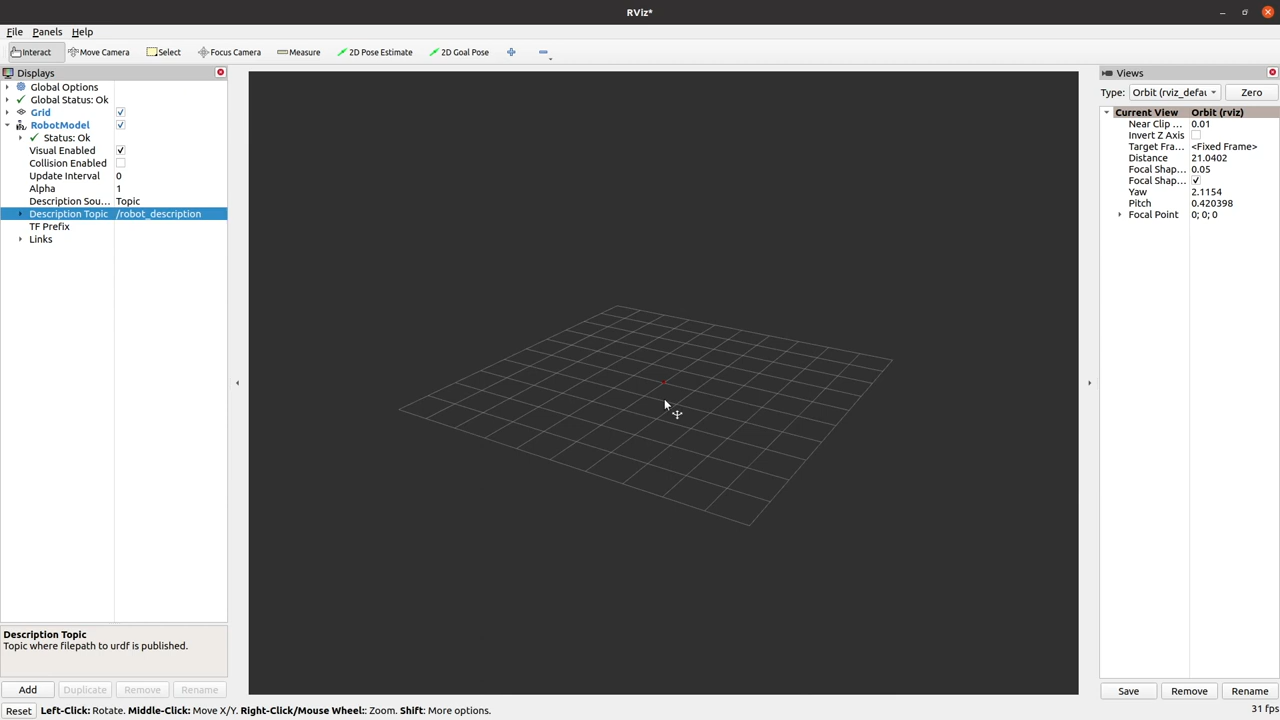 RViz*
File Panels Help
Interact Move Camera Select Focus Camera Measure 2D Pose Estimate 2D Goal Pose
Displays
Global Options
Global Status: Ok
Grid
RobotModel
Status: Ok
Visual Enabled
Collision Enabled
Update Interval 0
Alpha 1
Description Sou... Topic
Description Topic /robot_description
TF Prefix
Links
Description Topic
Topic where filepath to urdf is published.
Add Duplicate Remove Rename
Reset Left-Click: Rotate. Middle-Click: Move X/Y. Right-Click/Mouse Wheel:: Zoom. Shift: More options.
Views
Type: Orbit (rviz_defau Zero
Current View Orbit (rviz)
Near Clip ... 0.01
Invert Z Axis
Target Fra... <Fixed Frame>
Distance 21.0402
Focal Shap... 0.05
Focal Shap...
Yaw 2.1154
Pitch 0.420398
Focal Point 0; 0; 0
Save Remove Rename
31 fps